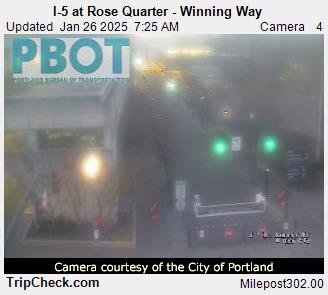 I-5 at Rose Quarter - Winning Way
Updated Jan 26 2025 7:25 AM Camera 4
PBOT
PORTLAND BUREAU OF TRANSPORTATION
Camera courtesy of the City of Portland
TripCheck.com Milepost302.00